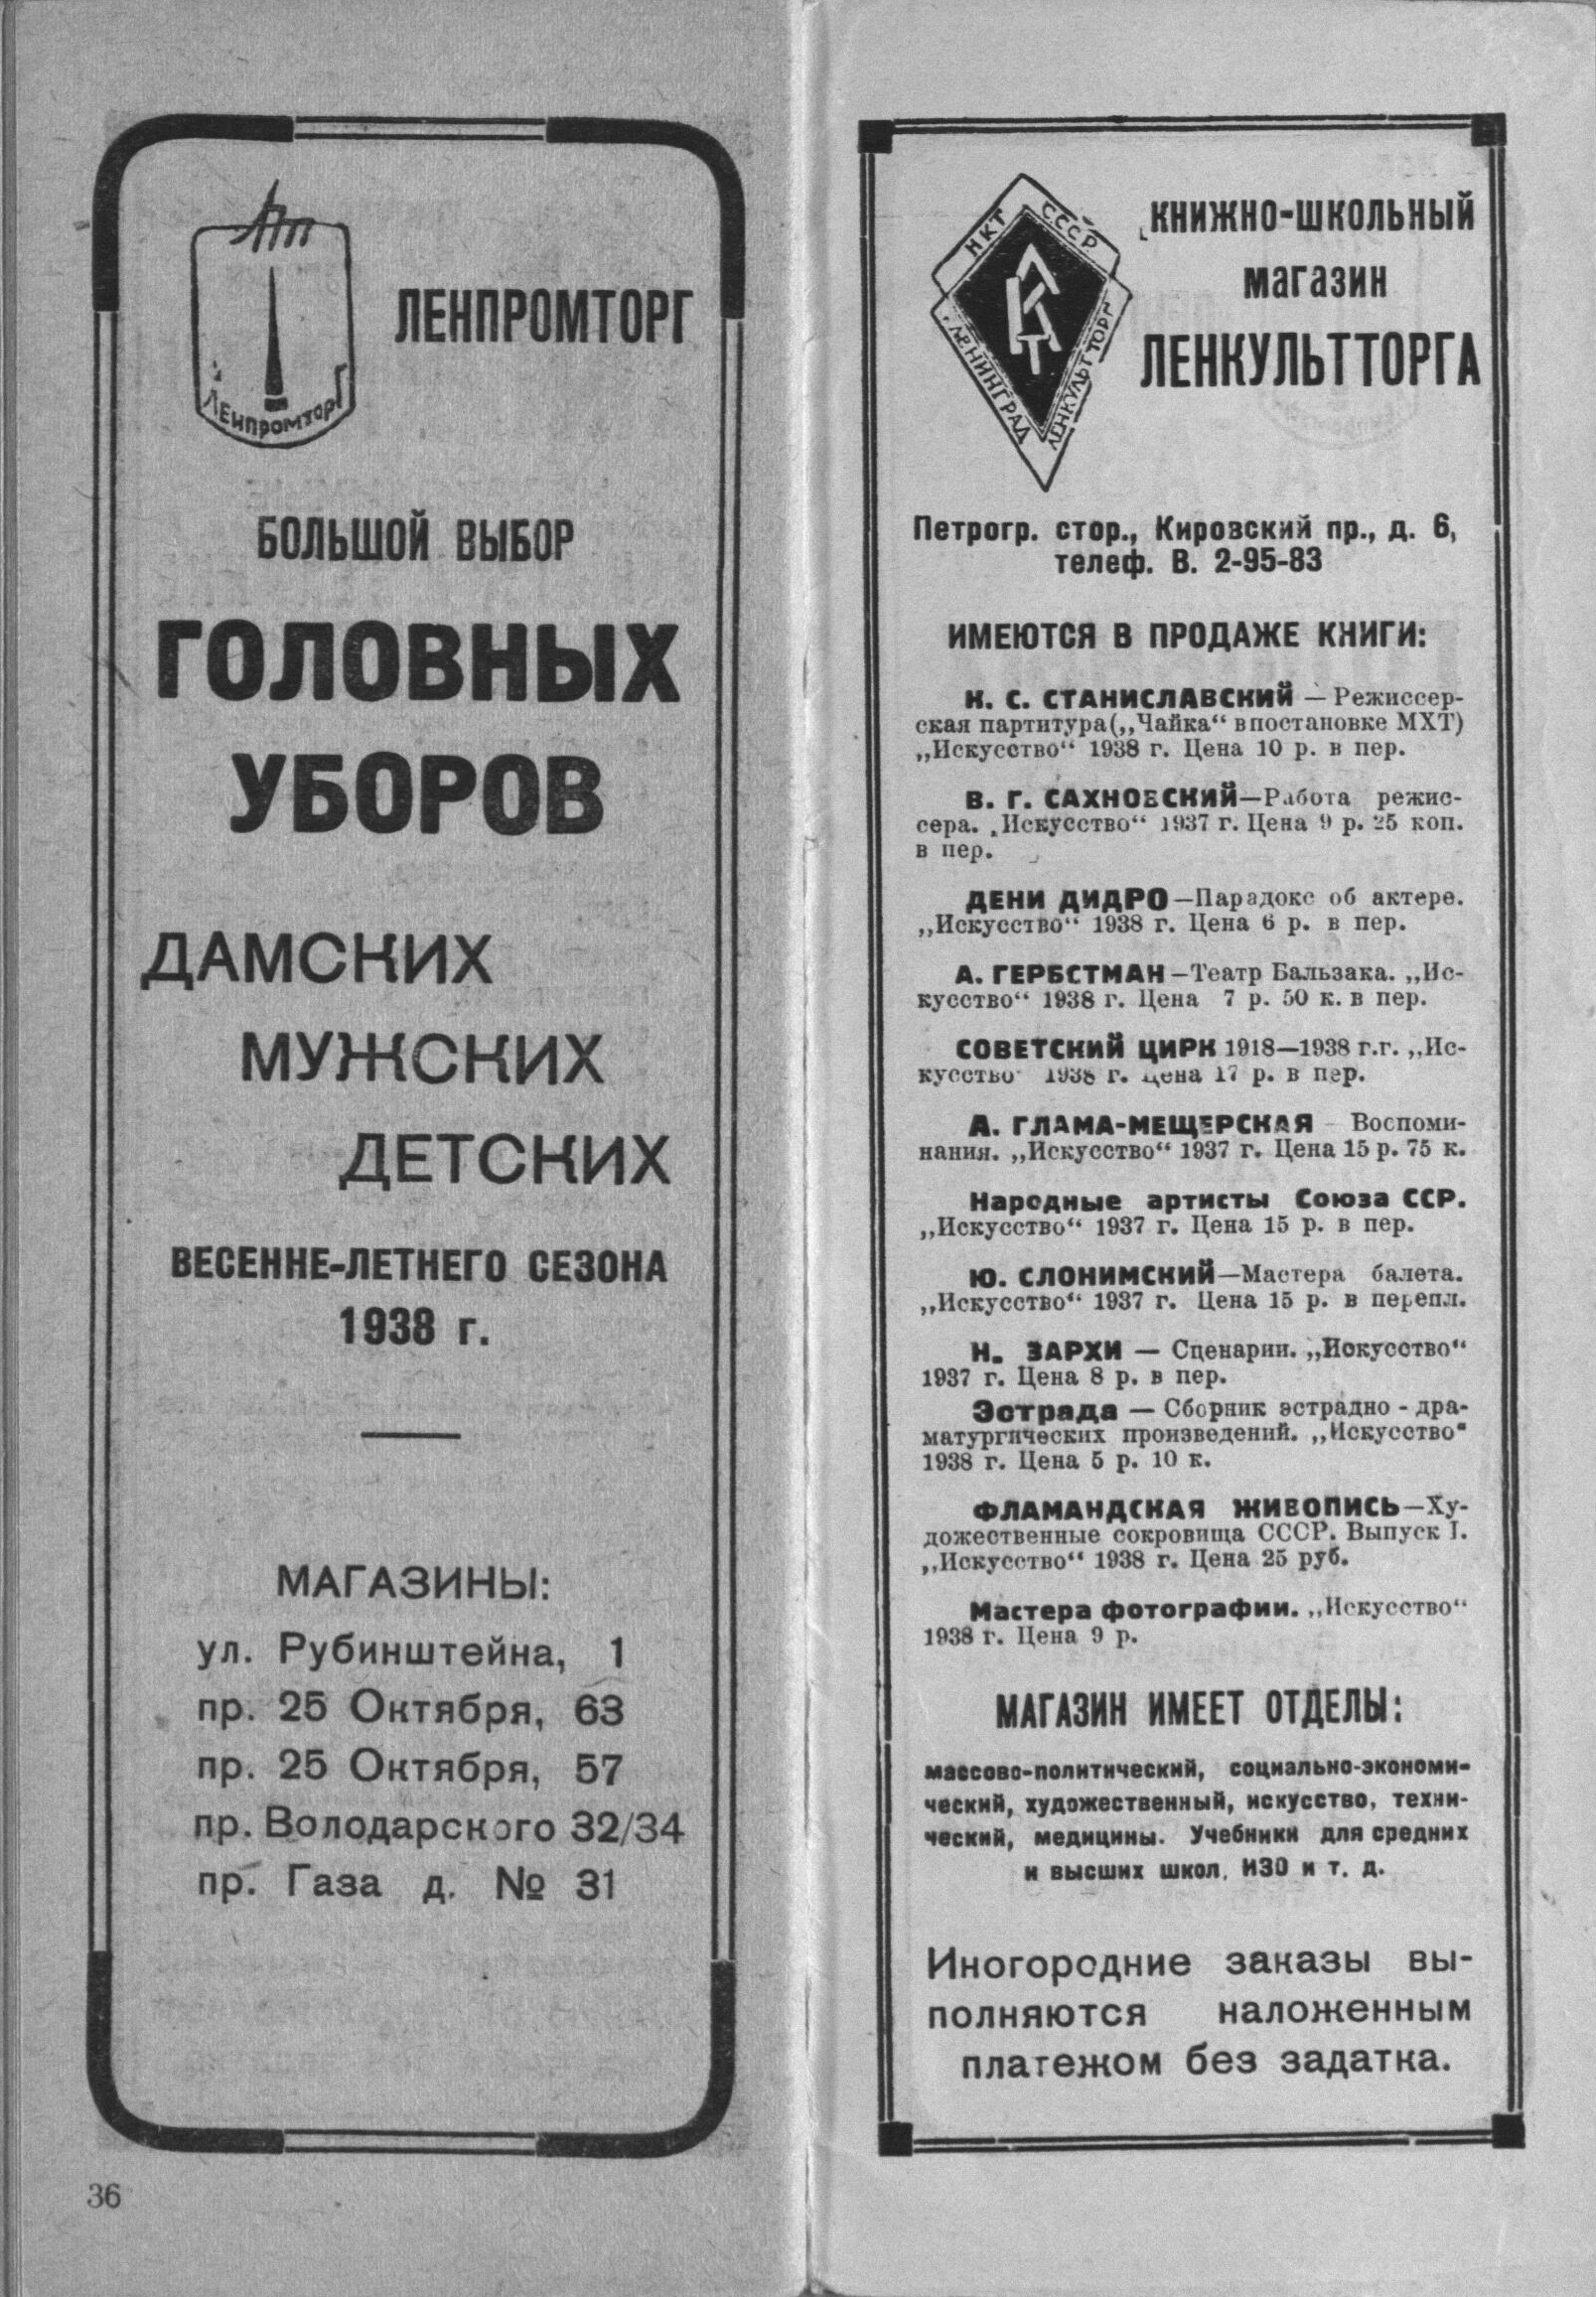 Лпт
ЛЕНПРОМТОРГ
ЛЕНПРОМТОРГ
БОЛЬШОЙ ВЫБОР
ГОЛОВНЫХ
УБОРОВ
ДАМСКИХ
МУЖСКИХ
ДЕТСКИХ
ВЕСЕННЕ-ЛЕТНЕГО СЕЗОНА
1938 г.
МАГАЗИНЫ:
ул. Рубинштейна, 1
пр. 25 Октября, 63
пр. 25 Октября, 57
пр. Володарского 32/34
пр. Газа д. № 31
36
НКТ СССР
ЛЕНИНГРАД ЛЕНКУЛЬТТОРГ
КНИЖНО-ШКОЛЬНЫЙ
магазин
ЛЕНКУЛЬТТОРГА
Петрогр. стор., Кировский пр., д. 6,
телеф. В. 2-95-83
ИМЕЮТСЯ В ПРОДАЖЕ КНИГИ:
К. С. СТАНИСЛАВСКИЙ — Режиссер-
ская партитура („Чайка“ в постановке МХТ)
„Искусство“ 1938 г. Цена 10 р. в пер.
В. Г. САХНОВСКИЙ—Работа режис-
сера. „Искусство“ 1937 г. Цена 9 р. 25 коп.
в пер.
ДЕНИ ДИДРО—Парадокс об актере.
„Искусство“ 1938 г. Цена 6 р. в пер.
А. ГЕРБСТМАН—Театр Бальзака. „Ис-
кусство“ 1938 г. Цена 7 р. 50 к. в пер.
СОВЕТСКИЙ ЦИРК 1918—1938 г.г. „Ис-
кусство“ 1938 г. Цена 17 р. в пер.
А. ГЛАМА-МЕЩЕРСКАЯ — Воспоми-
нания. „Искусство“ 1937 г. Цена 15 р. 75 к.
Народные артисты Союза ССР.
„Искусство“ 1937 г. Цена 15 р. в пер.
Ю. СЛОНИМСКИЙ—Мастера балета.
„Искусство“ 1937 г. Цена 15 р. в перепл.
Н. ЗАРХИ — Сценарии. „Искусство“
1937 г. Цена 8 р. в пер.
Эстрада — Сборник эстрадно-дра-
матургических произведений. „Искусство“
1938 г. Цена 5 р. 10 к.
ФЛАМАНДСКАЯ ЖИВОПИСЬ—Ху-
дожественные сокровища СССР. Выпуск I.
„Искусство“ 1938 г. Цена 25 руб.
Мастера фотографии. „Искусство“
1938 г. Цена 9 р.
МАГАЗИН ИМЕЕТ ОТДЕЛЫ:
массово-политический, социально-экономи-
ческий, художественный, искусство, техни-
ческий, медицины. Учебники для средних
и высших школ, ИЗО и т. д.
Иногородние заказы вы-
полняются наложенным
платежом без задатка.